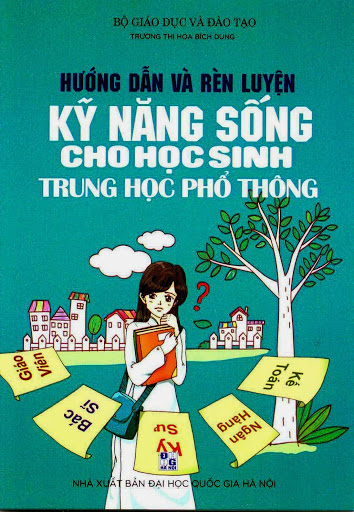 BỘ GIÁO DỤC VÀ ĐÀO TẠO
TRƯƠNG THỊ HOA BÍCH DUNG
HƯỚNG DẪN VÀ RÈN LUYỆN
KỸ NĂNG SỐNG
CHO HỌC SINH
TRUNG HỌC PHỔ THÔNG
?
Giáo
Viên
Bác
Sĩ
Kỹ
Sư
Ngân
Hàng
Kế
Toán
HÀ NỘI
NHÀ XUẤT BẢN ĐẠI HỌC QUỐC GIA HÀ NỘI